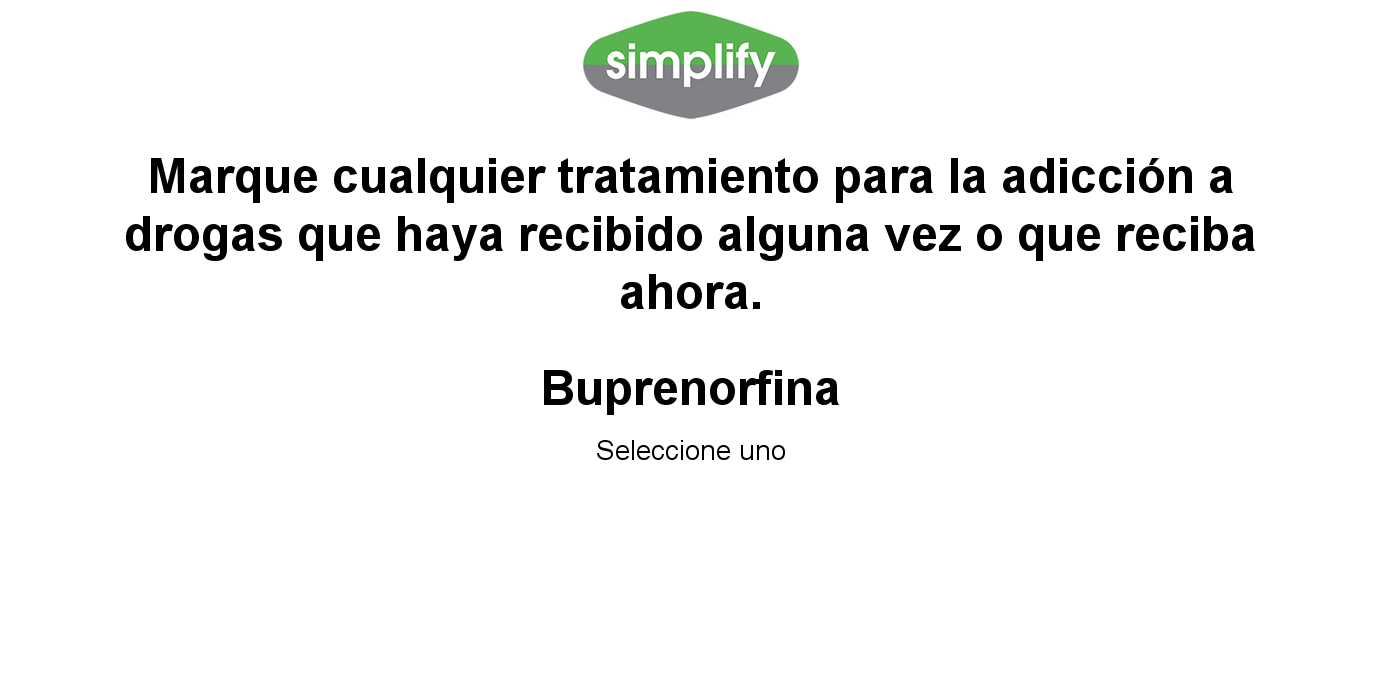 simplify
Marque cualquier tratamiento para la adicción a
drogas que haya recibido alguna vez o que reciba
ahora.
Buprenorfina
Seleccione uno